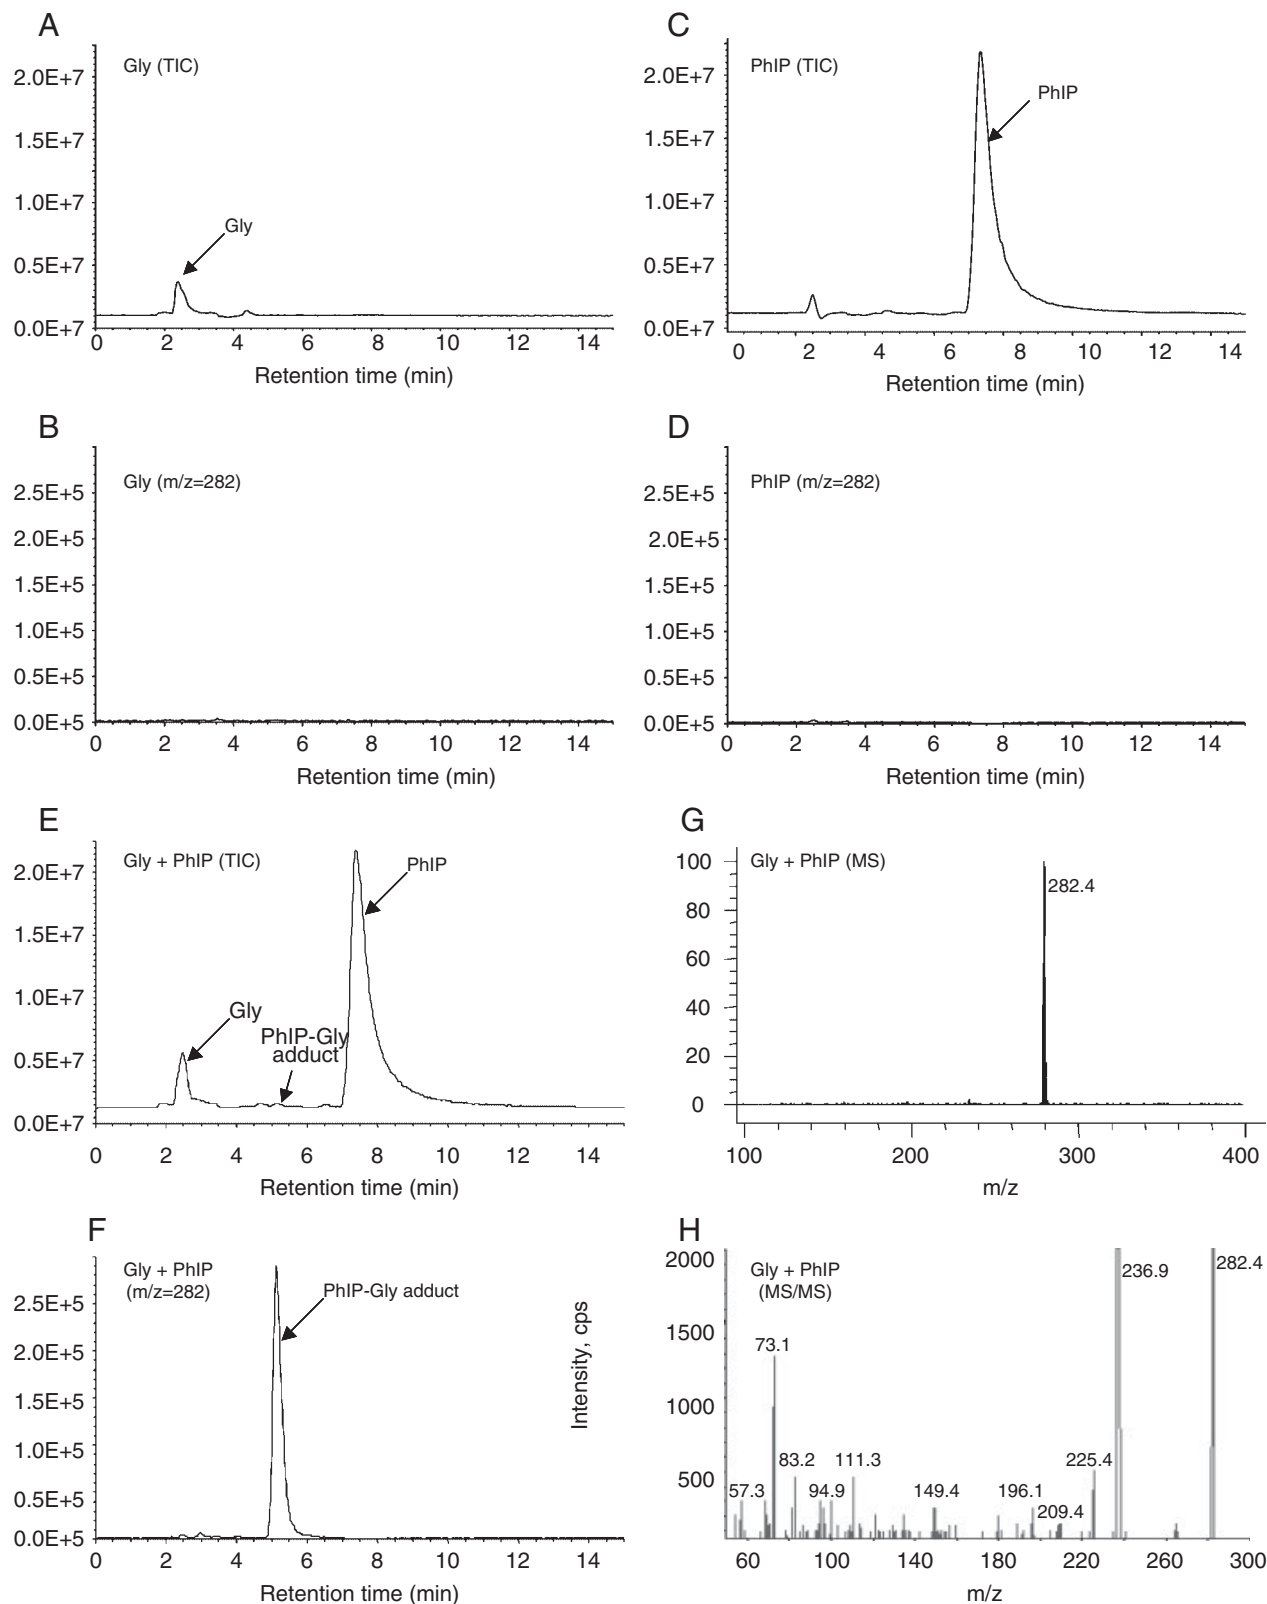 A
Gly (TIC)
2.0E+7
1.5E+7
1.0E+7
0.5E+7
0.0E+7
Gly
0 2 4 6 8 10 12 14
Retention time (min)
C
PhIP (TIC)
2.0E+7
1.5E+7
1.0E+7
0.5E+7
0.0E+7
PhIP
0 2 4 6 8 10 12 14
Retention time (min)
B
Gly (m/z=282)
2.5E+5
2.0E+5
1.5E+5
1.0E+5
0.5E+5
0.0E+5
0 2 4 6 8 10 12 14
Retention time (min)
D
PhIP (m/z=282)
2.5E+5
2.0E+5
1.5E+5
1.0E+5
0.5E+5
0.0E+5
0 2 4 6 8 10 12 14
Retention time (min)
E
Gly + PhIP (TIC)
2.0E+7
1.5E+7
1.0E+7
0.5E+7
0.0E+7
PhIP
Gly
PhIP-Gly
adduct
0 2 4 6 8 10 12 14
Retention time (min)
G
Gly + PhIP (MS)
100
80
60
40
20
0
282.4
100 200 300 400
m/z
F
Gly + PhIP
(m/z=282)
2.5E+5
2.0E+5
1.5E+5
1.0E+5
0.5E+5
0.0E+5
PhIP-Gly adduct
0 2 4 6 8 10 12 14
Retention time (min)
H
Gly + PhIP
(MS/MS)
Intensity, cps
2000
1500
1000
500
236.9
282.4
73.1
83.2
111.3
225.4
57.3
94.9
149.4
196.1
209.4
60 100 140 180 220 260 300
m/z